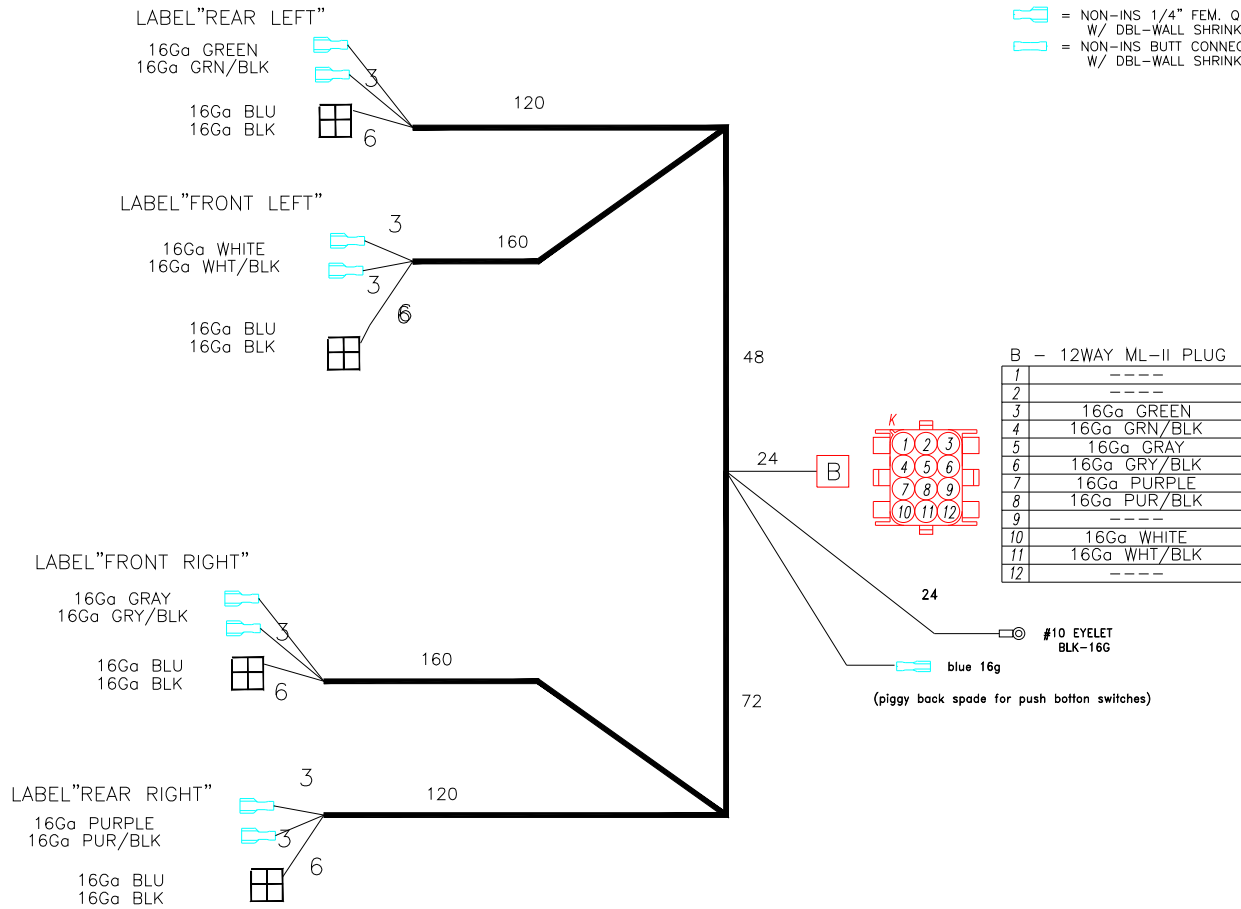 LABEL"REAR LEFT"
16Ga GREEN
16Ga GRN/BLK
3
16Ga BLU
16Ga BLK
6
120
= NON-INS 1/4" FEM. Q
W/ DBL-WALL SHRINK
= NON-INS BUTT CONNEC
W/ DBL-WALL SHRINK
LABEL"FRONT LEFT"
3
16Ga WHITE
16Ga WHT/BLK
3
160
6
16Ga BLU
16Ga BLK
48
24
B
K
1 2 3
4 5 6
7 8 9
10 11 12
B - 12WAY ML-II PLUG
1 ----
2 ----
3 16Ga GREEN
4 16Ga GRN/BLK
5 16Ga GRAY
6 16Ga GRY/BLK
7 16Ga PURPLE
8 16Ga PUR/BLK
9 ----
10 16Ga WHITE
11 16Ga WHT/BLK
12 ----
24
#10 EYELET
BLK-16G
blue 16g
(piggy back spade for push botton switches)
72
LABEL"FRONT RIGHT"
16Ga GRAY
16Ga GRY/BLK
3
16Ga BLU
16Ga BLK
6
160
LABEL"REAR RIGHT"
3
16Ga PURPLE
16Ga PUR/BLK
3
120
6
16Ga BLU
16Ga BLK